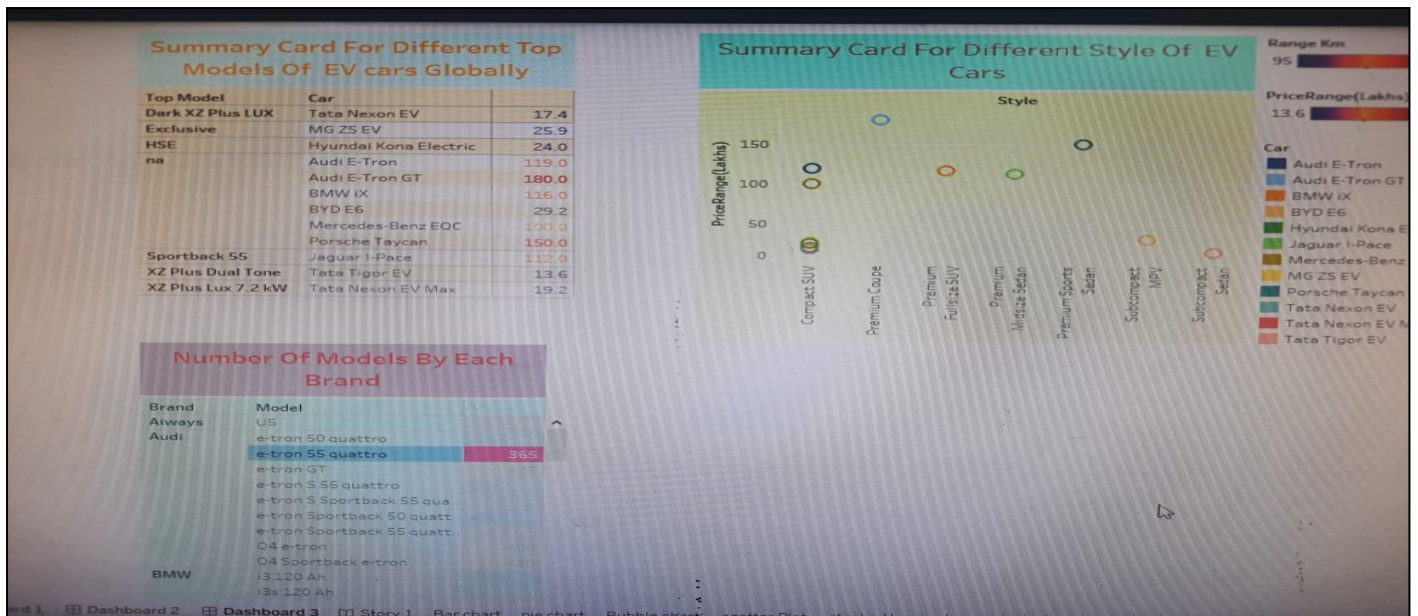 Summary Card For Different Top
Models Of EV cars Globally
Top Model Car
Dark XZ Plus LUX Tata Nexon EV 17.4
Exclusive MG ZS EV 25.9
HSE Hyundai Kona Electric 24.0
na Audi E-Tron 119.0
Audi E-Tron GT 180.0
BMW iX 116.0
BYD E6 29.2
Mercedes-Benz EQC 100.0
Porsche Taycan 150.0
Sportback 55 Jaguar I-Pace 112.0
XZ Plus Dual Tone Tata Tigor EV 13.6
XZ Plus Lux 7.2 kW Tata Nexon EV Max 19.2
Number Of Models By Each
Brand
Brand Model
Aiways U5
Audi e-tron 50 quattro
e-tron 55 quattro 365
e-tron GT
e-tron S 55 quattro
e-tron S Sportback 55 qua..
e-tron Sportback 50 quatt..
e-tron Sportback 55 quatt..
Q4 e-tron
Q4 Sportback e-tron
BMW i3 120 Ah
i3s 120 Ah
Summary Card For Different Style Of EV
Cars
Style
PriceRange(Lakhs)
150
100
50
0
Compact SUV
Premium Coupe
Premium
Fullsize SUV
Premium
Midsize Sedan
Premium Sports
Sedan
Subcompact
MPV
Subcompact
Sedan
Range Km
95
PriceRange(Lakhs)
13.6
Car
Audi E-Tron
Audi E-Tron GT
BMW iX
BYD E6
Hyundai Kona E
Jaguar I-Pace
Mercedes-Benz
MG ZS EV
Porsche Taycan
Tata Nexon EV
Tata Nexon EV M
Tata Tigor EV
Dashboard 2 Dashboard 3 Story 1 Bar chart pie chart Bubble chart